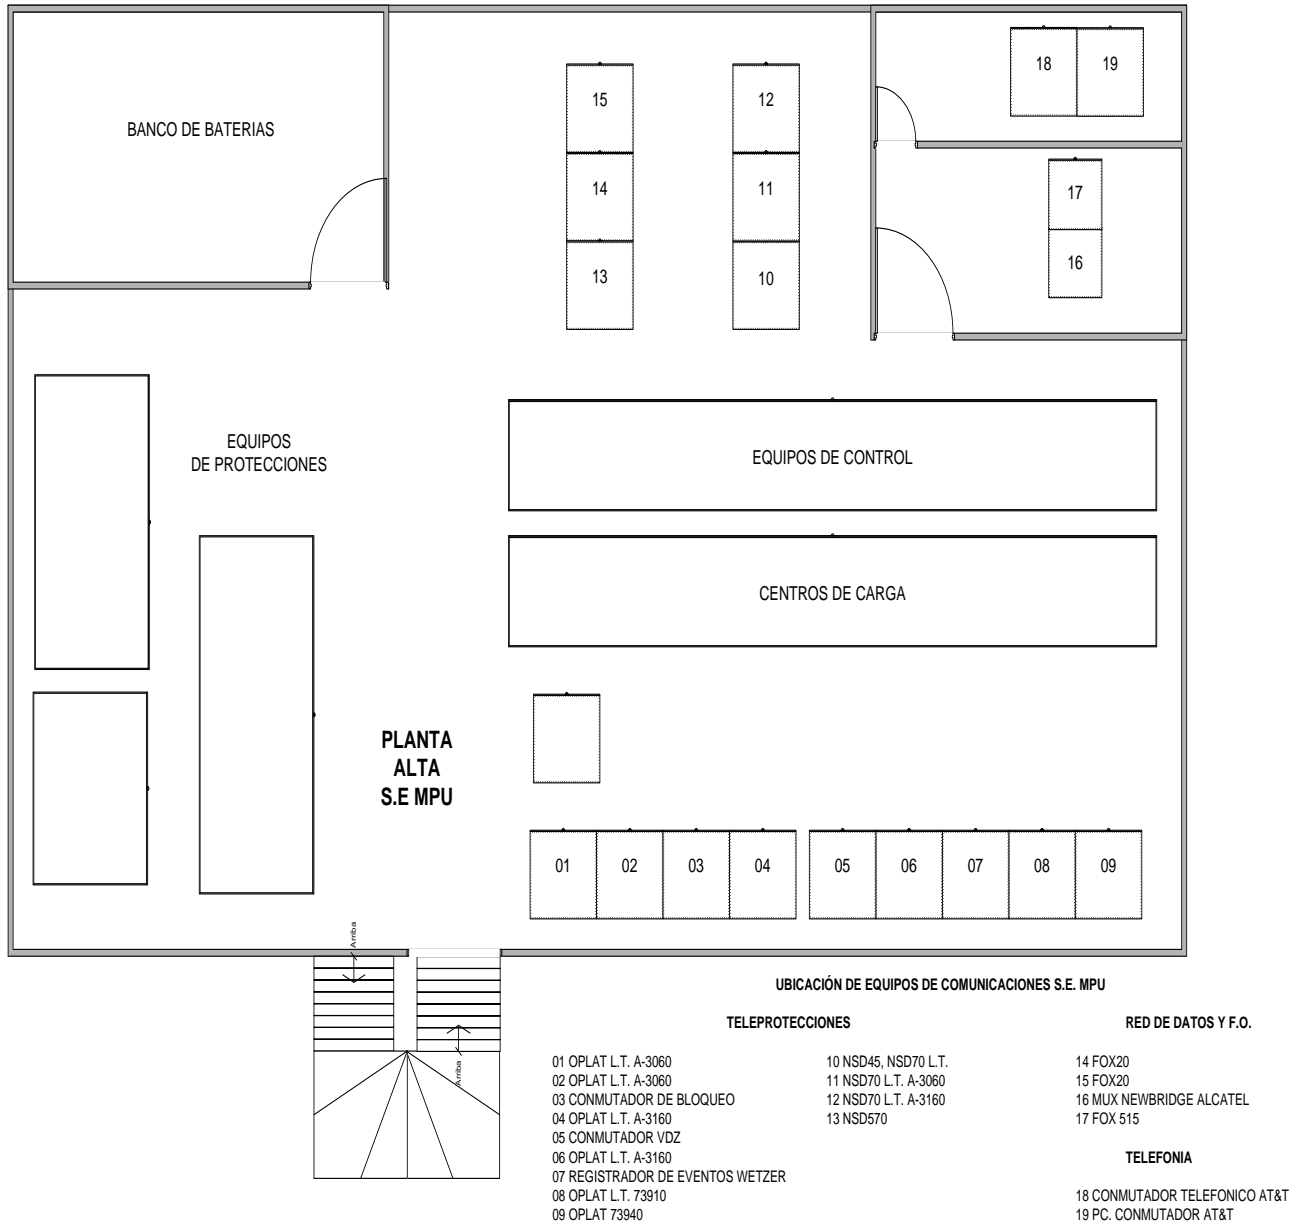 18
19
15
12
BANCO DE BATERIAS
14
11
17
16
13
10
EQUIPOS
DE PROTECCIONES
EQUIPOS DE CONTROL
CENTROS DE CARGA
PLANTA
ALTA
S.E MPU
01
02
03
04
05
06
07
08
09
Arriba
Arriba
UBICACIÓN DE EQUIPOS DE COMUNICACIONES S.E. MPU
TELEPROTECCIONES
01 OPLAT L.T. A-3060
02 OPLAT L.T. A-3060
03 CONMUTADOR DE BLOQUEO
04 OPLAT L.T. A-3160
05 CONMUTADOR VDZ
06 OPLAT L.T. A-3160
07 REGISTRADOR DE EVENTOS WETZER
08 OPLAT L.T. 73910
09 OPLAT 73940
10 NSD45, NSD70 L.T.
11 NSD70 L.T. A-3060
12 NSD70 L.T. A-3160
13 NSD570
RED DE DATOS Y F.O.
14 FOX20
15 FOX20
16 MUX NEWBRIDGE ALCATEL
17 FOX 515
TELEFONIA
18 CONMUTADOR TELEFONICO AT&T
19 PC. CONMUTADOR AT&T